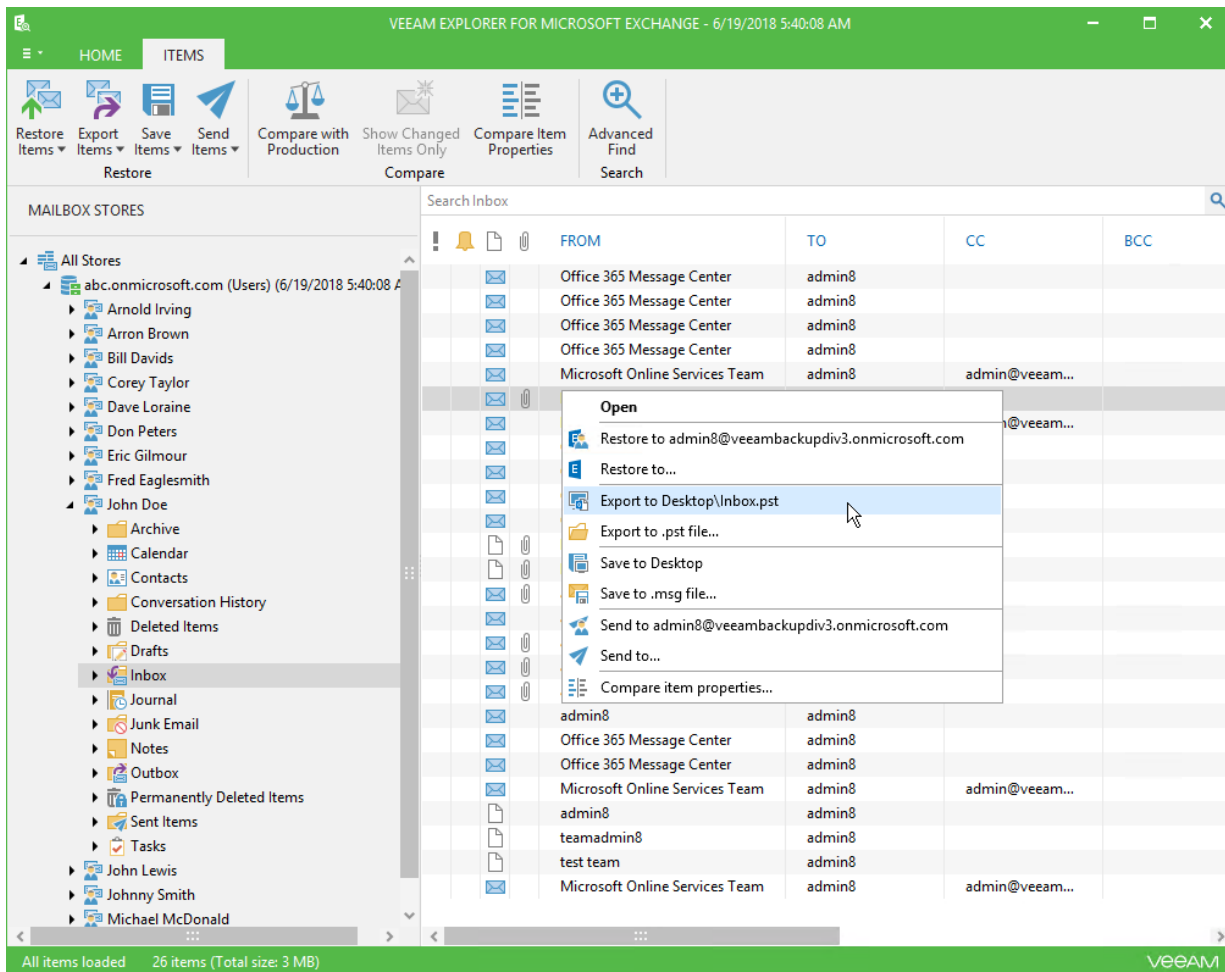 VEEAM EXPLORER FOR MICROSOFT EXCHANGE - 6/19/2018 5:40:08 AM
HOME ITEMS
Restore Items
Export Items
Save Items
Send Items
Compare with Production
Show Changed Items Only
Compare Item Properties
Advanced Find
Restore
Compare
Search
MAILBOX STORES
All Stores
abc.onmicrosoft.com (Users) (6/19/2018 5:40:08 A
Arnold Irving
Arron Brown
Bill Davids
Corey Taylor
Dave Loraine
Don Peters
Eric Gilmour
Fred Eaglesmith
John Doe
Archive
Calendar
Contacts
Conversation History
Deleted Items
Drafts
Inbox
Journal
Junk Email
Notes
Outbox
Permanently Deleted Items
Sent Items
Tasks
John Lewis
Johnny Smith
Michael McDonald
Search Inbox
FROM TO CC BCC
Office 365 Message Center admin8
Office 365 Message Center admin8
Office 365 Message Center admin8
Office 365 Message Center admin8
Microsoft Online Services Team admin8 admin@veeam...
@veeam...
Open
Restore to admin8@veeambackupdiv3.onmicrosoft.com
Restore to...
Export to Desktop\Inbox.pst
Export to .pst file...
Save to Desktop
Save to .msg file...
Send to admin8@veeambackupdiv3.onmicrosoft.com
Send to...
Compare item properties...
admin8 admin8
Office 365 Message Center admin8
Office 365 Message Center admin8
Microsoft Online Services Team admin8 admin@veeam...
admin8 admin8
teamadmin8 admin8
test team admin8
Microsoft Online Services Team admin8 admin@veeam...
All items loaded 26 items (Total size: 3 MB)
veeAM